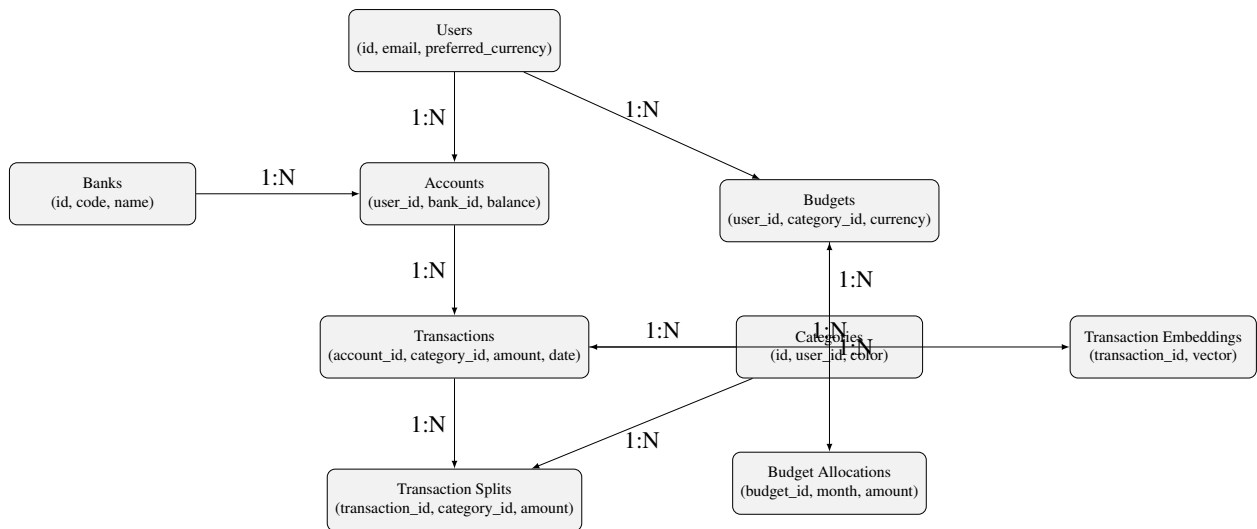 Users
(id, email, preferred_currency)
1:N
1:N
Banks
(id, code, name)
1:N
Accounts
(user_id, bank_id, balance)
Budgets
(user_id, category_id, currency)
1:N
1:N
Transactions
(account_id, category_id, amount, date)
1:N
Categories
(id, user_id, color)
1:N
1:N
Transaction Embeddings
(transaction_id, vector)
1:N
1:N
Transaction Splits
(transaction_id, category_id, amount)
Budget Allocations
(budget_id, month, amount)